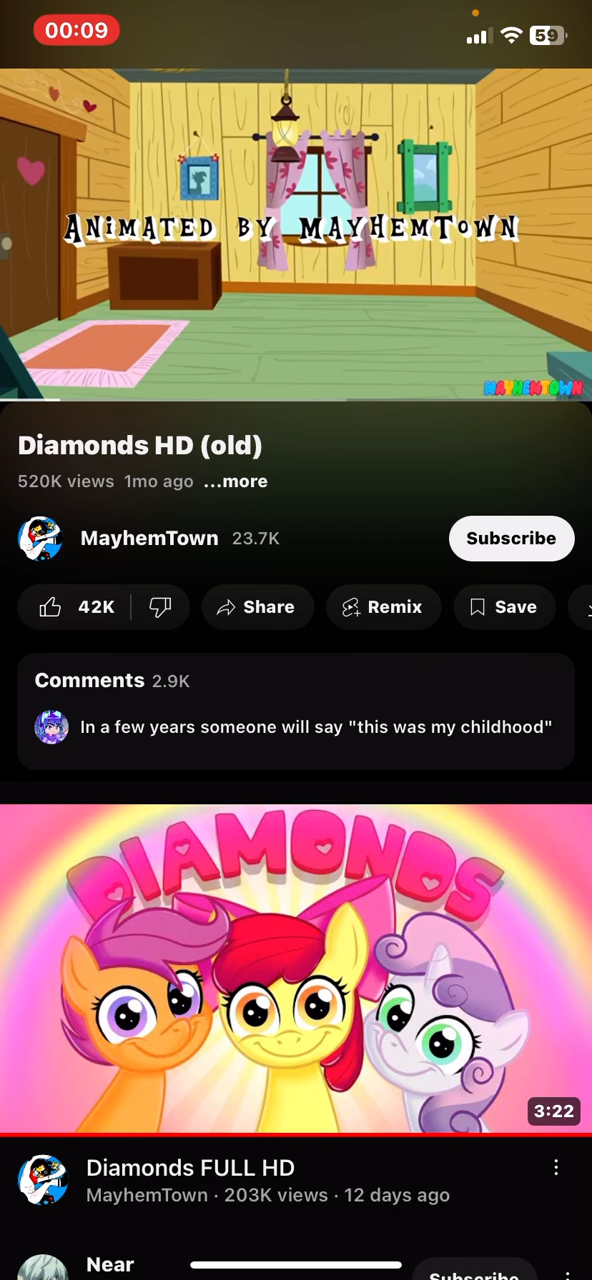 00:09
59
ANiMATED BY MAYHEMToWN
MAYHEMTOWN
Diamonds HD (old)
520K views 1mo ago ...more
MayhemTown 23.7K
Subscribe
42K
Share
Remix
Save
Comments 2.9K
In a few years someone will say "this was my childhood"
DIAMONDS
3:22
Diamonds FULL HD
MayhemTown · 203K views · 12 days ago
Near
Subscribe